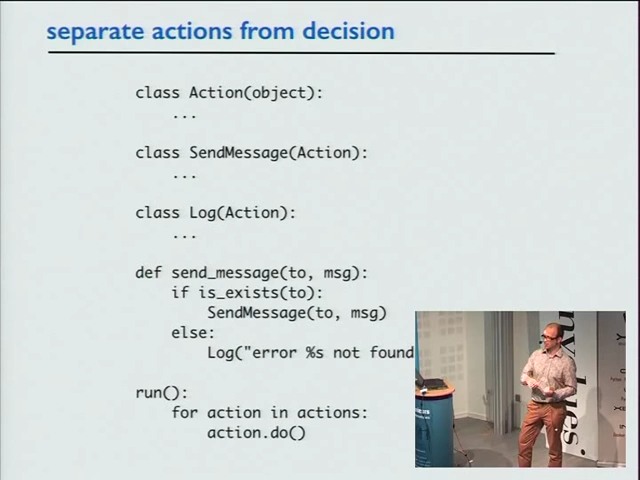 separate actions from decision
class Action(object):
...
class SendMessage(Action):
...
class Log(Action):
...
def send_message(to, msg):
if is_exists(to):
SendMessage(to, msg)
else:
Log("error %s not found
run():
for action in actions:
action.do()